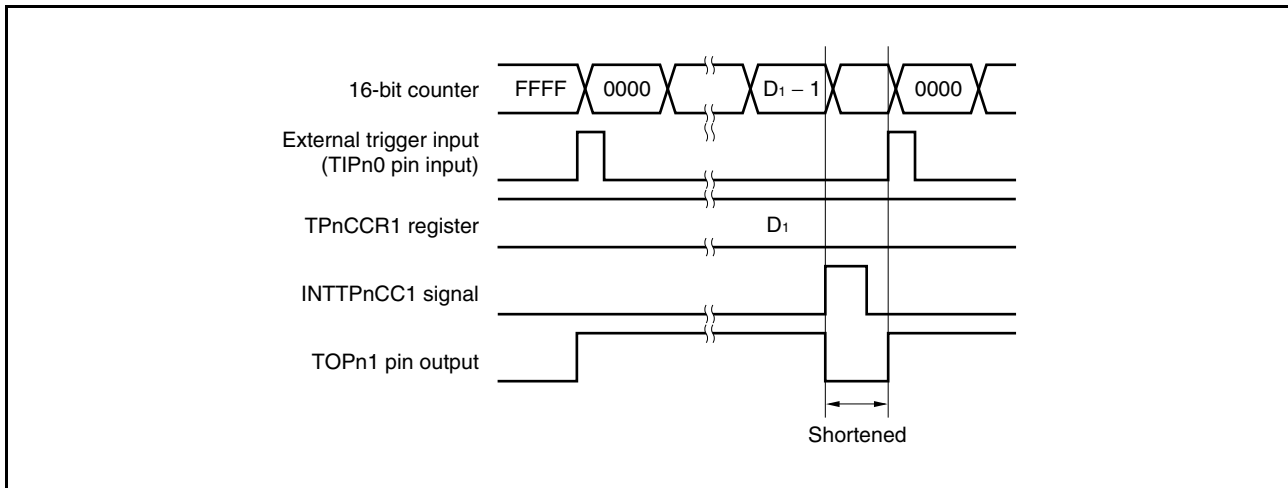 16-bit counter FFFF 0000 D₁ − 1 0000
External trigger input
(TIPn0 pin input)
TPnCCR1 register D₁
INTTPnCC1 signal
TOPn1 pin output
Shortened